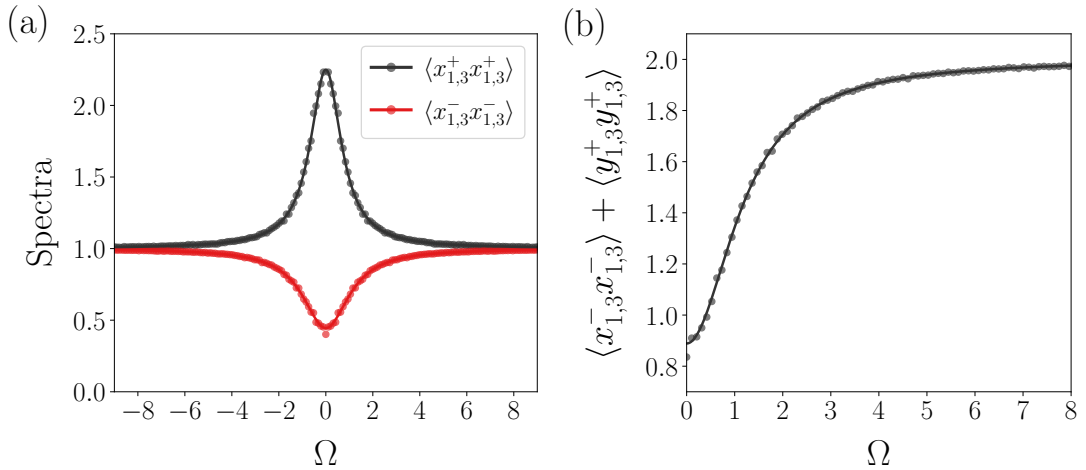 (a)
Spectra
2.5
2.0
1.5
1.0
0.5
0.0
⟨x⁺₁,₃x⁺₁,₃⟩
⟨x⁻₁,₃x⁻₁,₃⟩
−8 −6 −4 −2 0 2 4 6 8
Ω
(b)
⟨x⁻₁,₃x⁻₁,₃⟩ + ⟨y⁺₁,₃y⁺₁,₃⟩
2.0
1.8
1.6
1.4
1.2
1.0
0.8
0 1 2 3 4 5 6 7 8
Ω